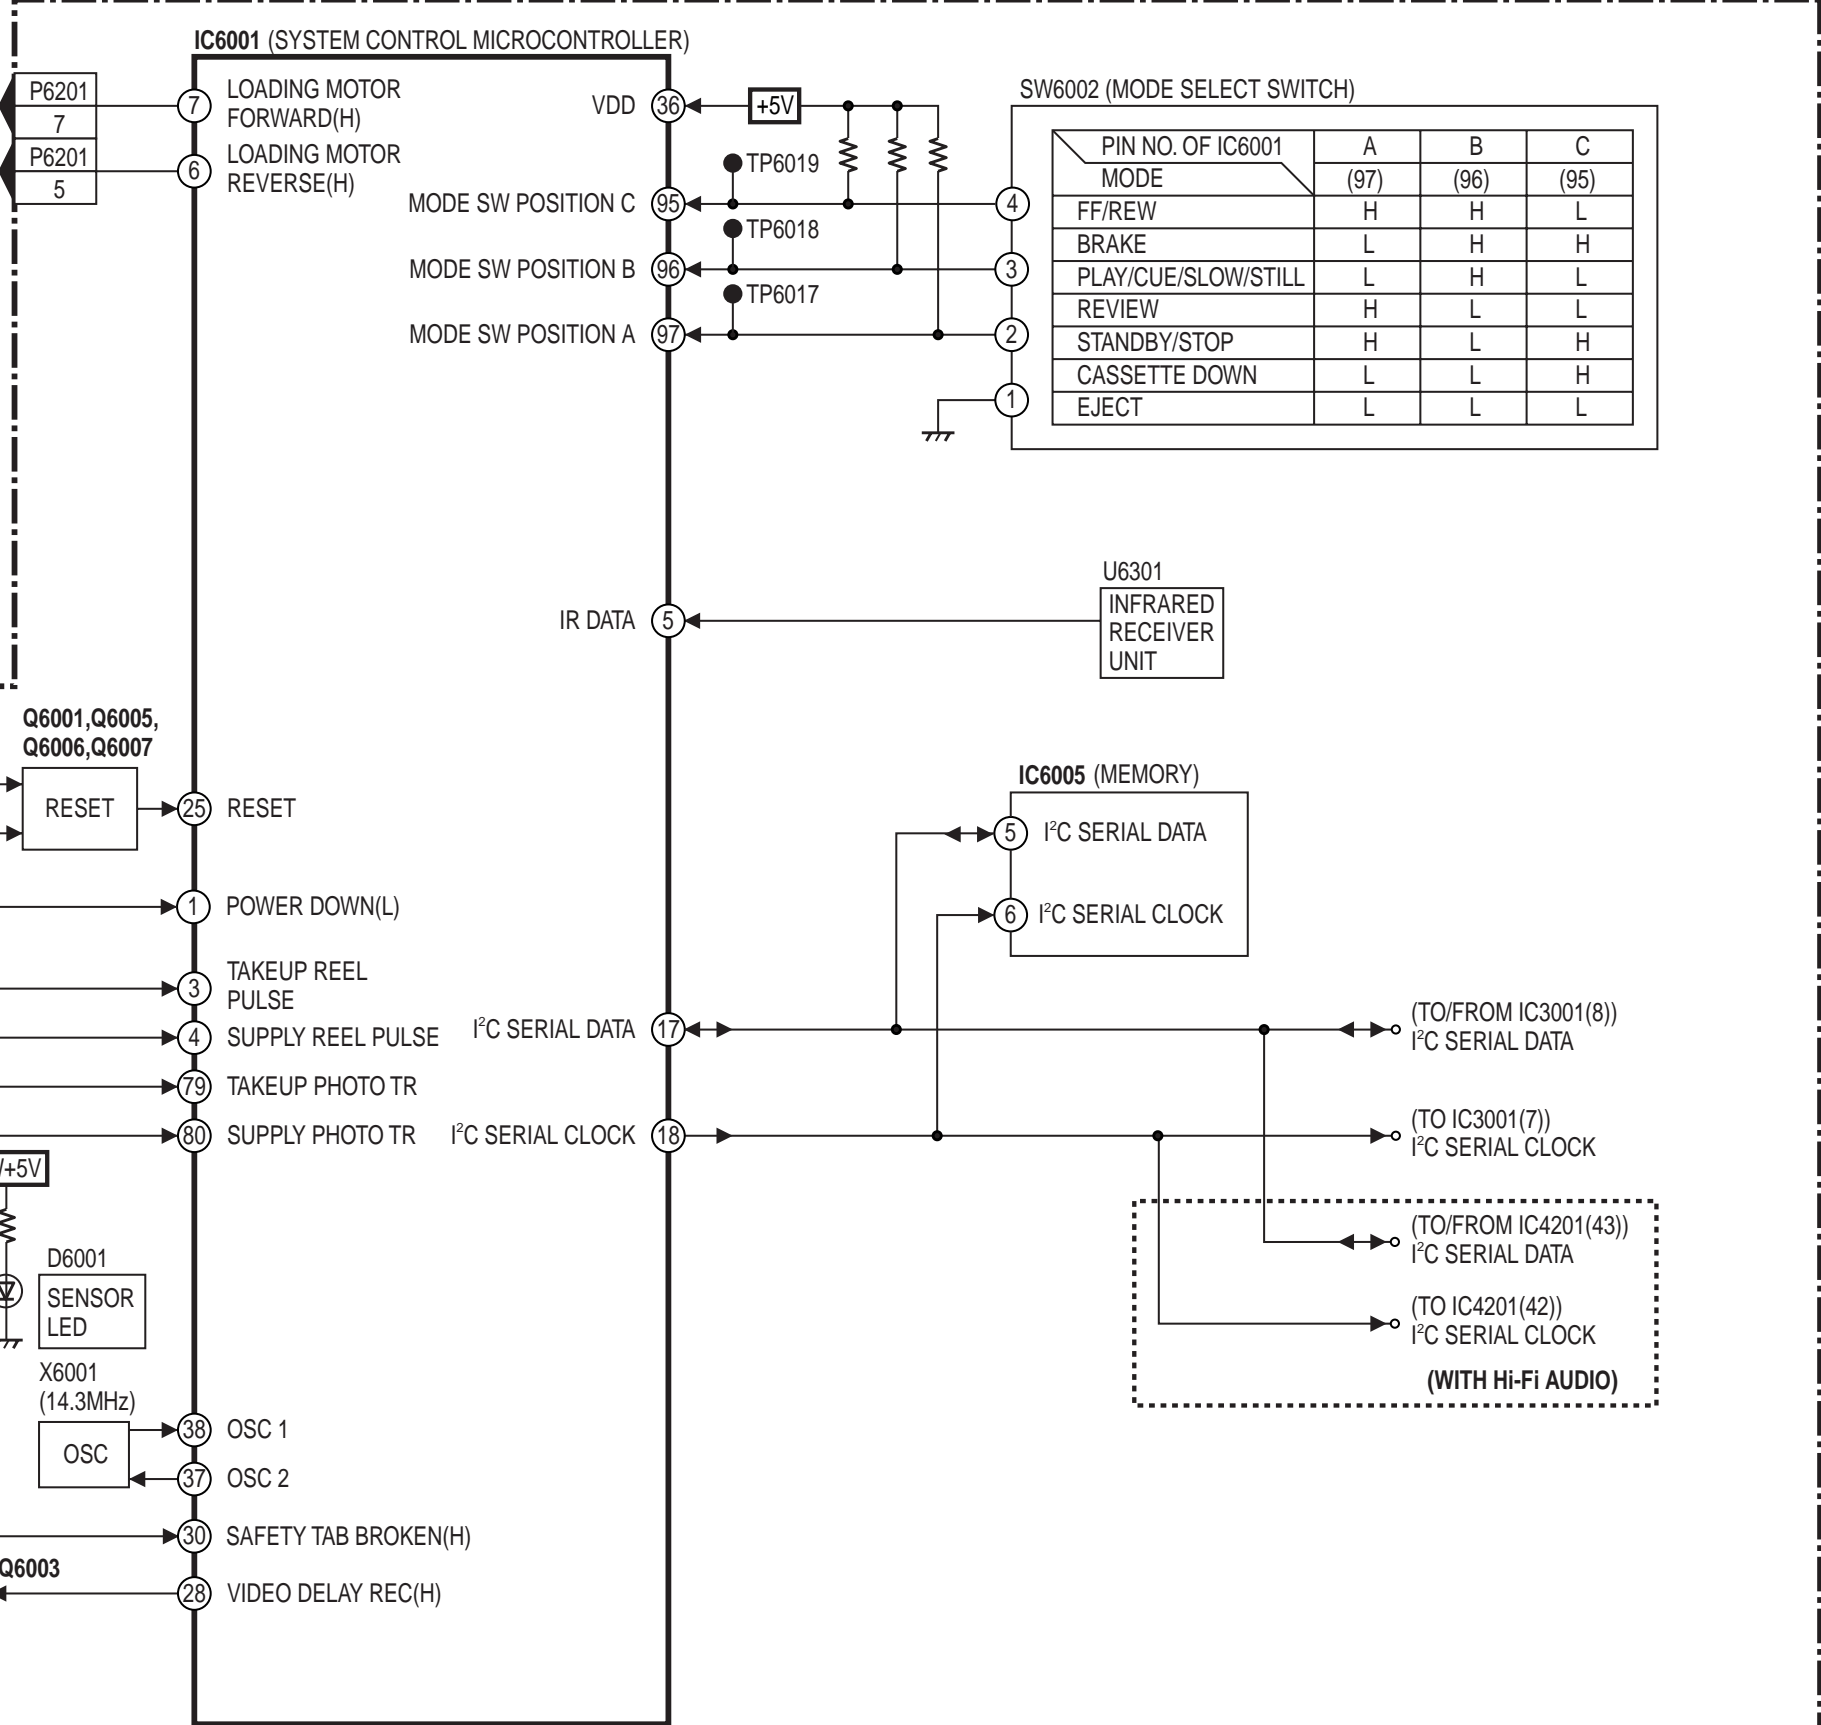 IC6001 (SYSTEM CONTROL MICROCONTROLLER)
P6201
7
P6201
5
7 LOADING MOTOR
FORWARD(H)
6 LOADING MOTOR
REVERSE(H)
VDD 36 +5V
TP6019
MODE SW POSITION C 95
TP6018
MODE SW POSITION B 96
TP6017
MODE SW POSITION A 97
SW6002 (MODE SELECT SWITCH)
4
3
2
1
PIN NO. OF IC6001 A B C
MODE (97) (96) (95)
FF/REW H H L
BRAKE L H H
PLAY/CUE/SLOW/STILL L H L
REVIEW H L L
STANDBY/STOP H L H
CASSETTE DOWN L L H
EJECT L L L
IR DATA 5
U6301
INFRARED
RECEIVER
UNIT
Q6001,Q6005,
Q6006,Q6007
RESET 25 RESET
1 POWER DOWN(L)
3 TAKEUP REEL
PULSE
4 SUPPLY REEL PULSE
79 TAKEUP PHOTO TR
80 SUPPLY PHOTO TR
I²C SERIAL DATA 17
I²C SERIAL CLOCK 18
IC6005 (MEMORY)
5 I²C SERIAL DATA
6 I²C SERIAL CLOCK
(TO/FROM IC3001(8))
I²C SERIAL DATA
(TO IC3001(7))
I²C SERIAL CLOCK
(TO/FROM IC4201(43))
I²C SERIAL DATA
(TO IC4201(42))
I²C SERIAL CLOCK
(WITH Hi-Fi AUDIO)
/+5V
D6001
SENSOR
LED
X6001
(14.3MHz)
OSC
38 OSC 1
37 OSC 2
30 SAFETY TAB BROKEN(H)
Q6003
28 VIDEO DELAY REC(H)